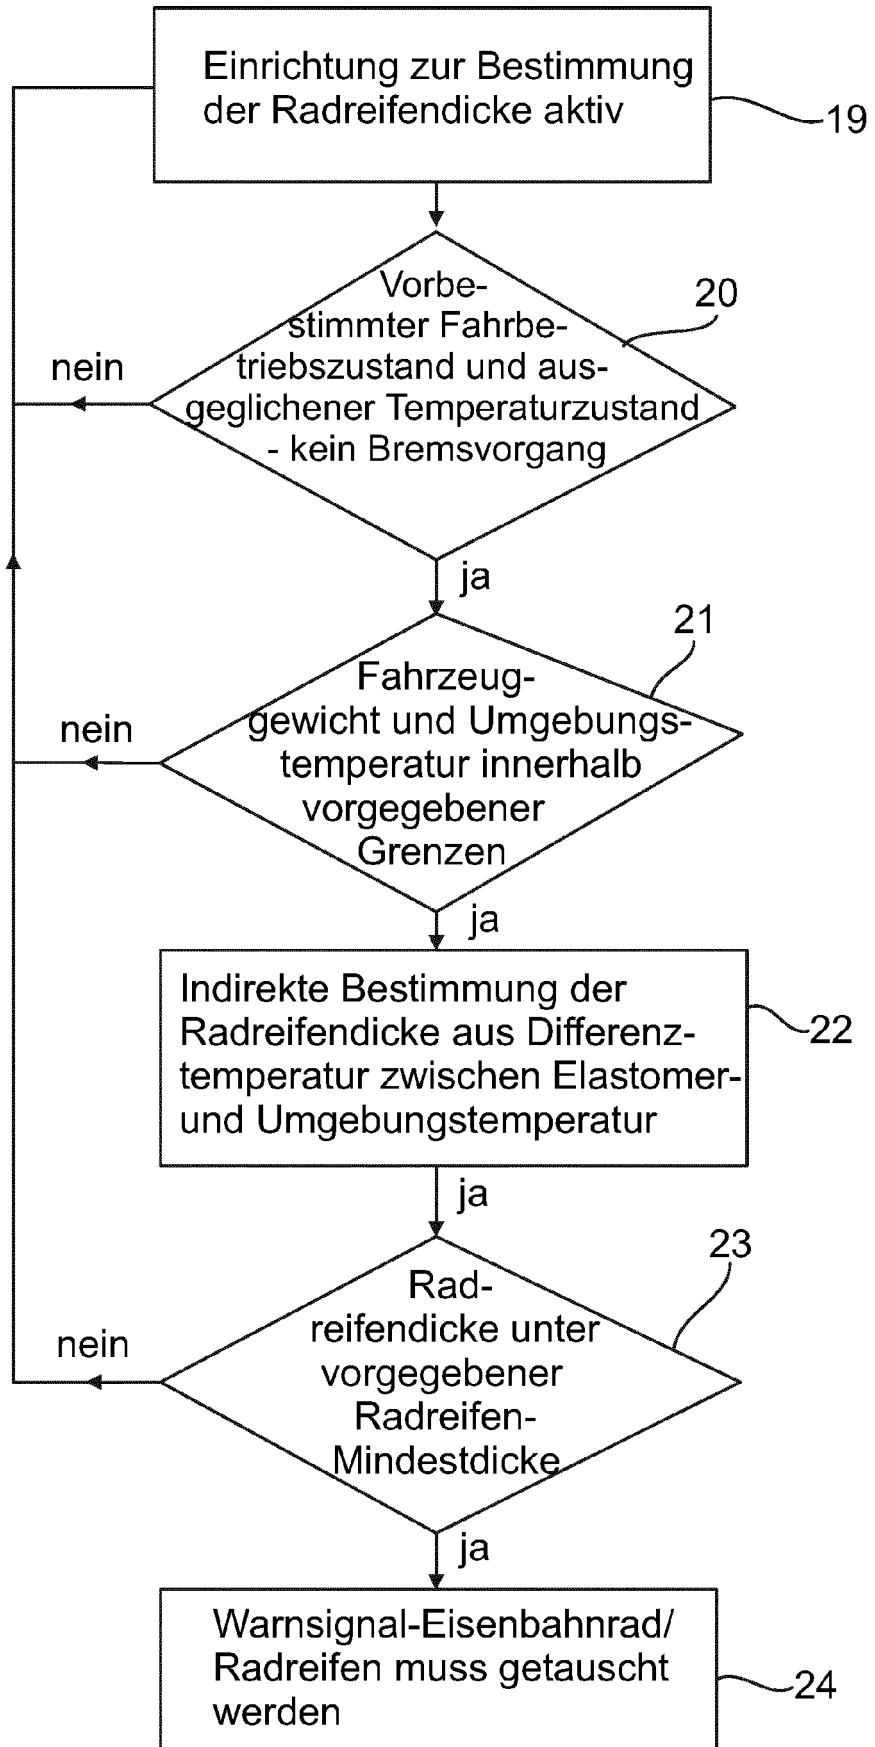 Einrichtung zur Bestimmung
der Radreifendicke aktiv
19
Vorbe-
stimmter Fahrbe-
triebszustand und aus-
geglichener Temperaturzustand
- kein Bremsvorgang
20
nein
ja
Fahrzeug-
gewicht und Umgebungs-
temperatur innerhalb
vorgegebener
Grenzen
21
nein
ja
Indirekte Bestimmung der
Radreifendicke aus Differenz-
temperatur zwischen Elastomer-
und Umgebungstemperatur
22
ja
Rad-
reifendicke unter
vorgegebener
Radreifen-
Mindestdicke
23
nein
ja
Warnsignal-Eisenbahnrad/
Radreifen muss getauscht
werden
24